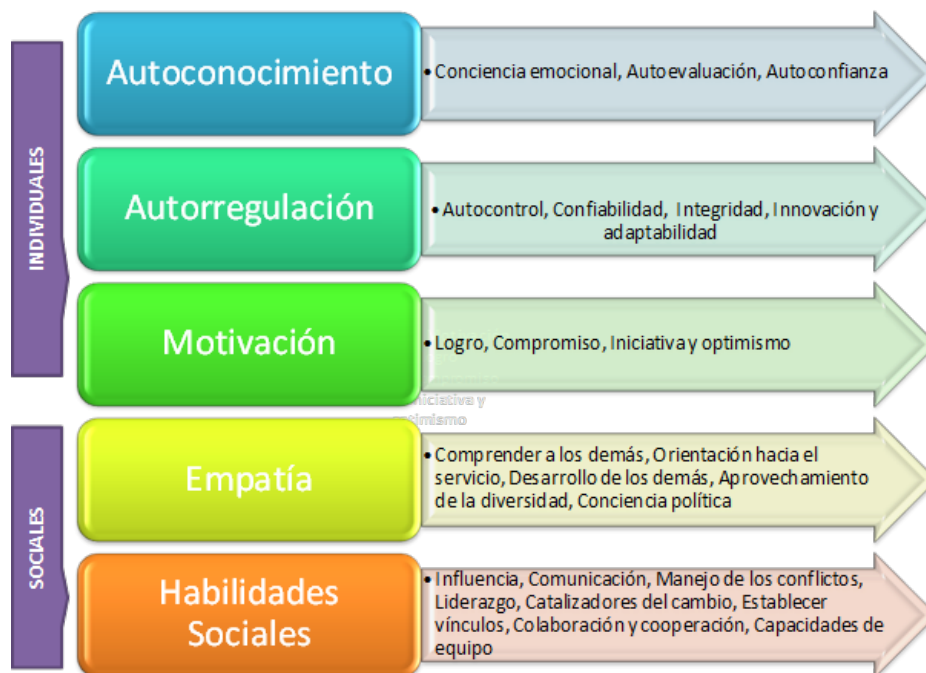 INDIVIDUALES
Autoconocimiento
• Conciencia emocional, Autoevaluación, Autoconfianza
Autorregulación
• Autocontrol, Confiabilidad, Integridad, Innovación y
adaptabilidad
Motivación
• Logro, Compromiso, Iniciativa y optimismo
iniciativa y
optimismo
SOCIALES
Empatía
• Comprender a los demás, Orientación hacia el
servicio, Desarrollo de los demás, Aprovechamiento
de la diversidad, Conciencia política
Habilidades
Sociales
• Influencia, Comunicación, Manejo de los conflictos,
Liderazgo, Catalizadores del cambio, Establecer
vínculos, Colaboración y cooperación, Capacidades de
equipo